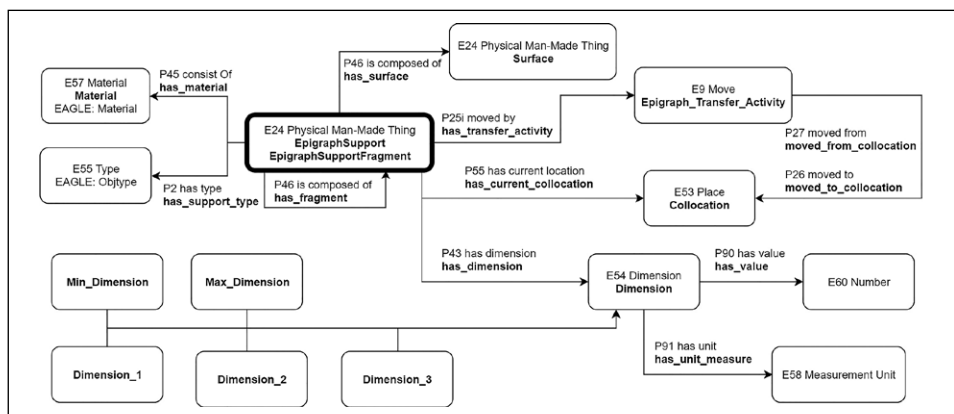 E24 Physical Man-Made Thing
Surface
P46 is composed of
has_surface
P45 consist Of
has_material
E57 Material
Material
EAGLE: Material
E9 Move
Epigraph_Transfer_Activity
P25i moved by
has_transfer_activity
E24 Physical Man-Made Thing
EpigraphSupport
EpigraphSupportFragment
P27 moved from
moved_from_collocation
E55 Type
EAGLE: Objtype
P2 has type
has_support_type
P46 is composed of
has_fragment
P55 has current location
has_current_collocation
P26 moved to
moved_to_collocation
E53 Place
Collocation
P43 has dimension
has_dimension
P90 has value
has_value
Min_Dimension
Max_Dimension
E54 Dimension
Dimension
E60 Number
P91 has unit
has_unit_measure
Dimension_1
Dimension_2
Dimension_3
E58 Measurement Unit